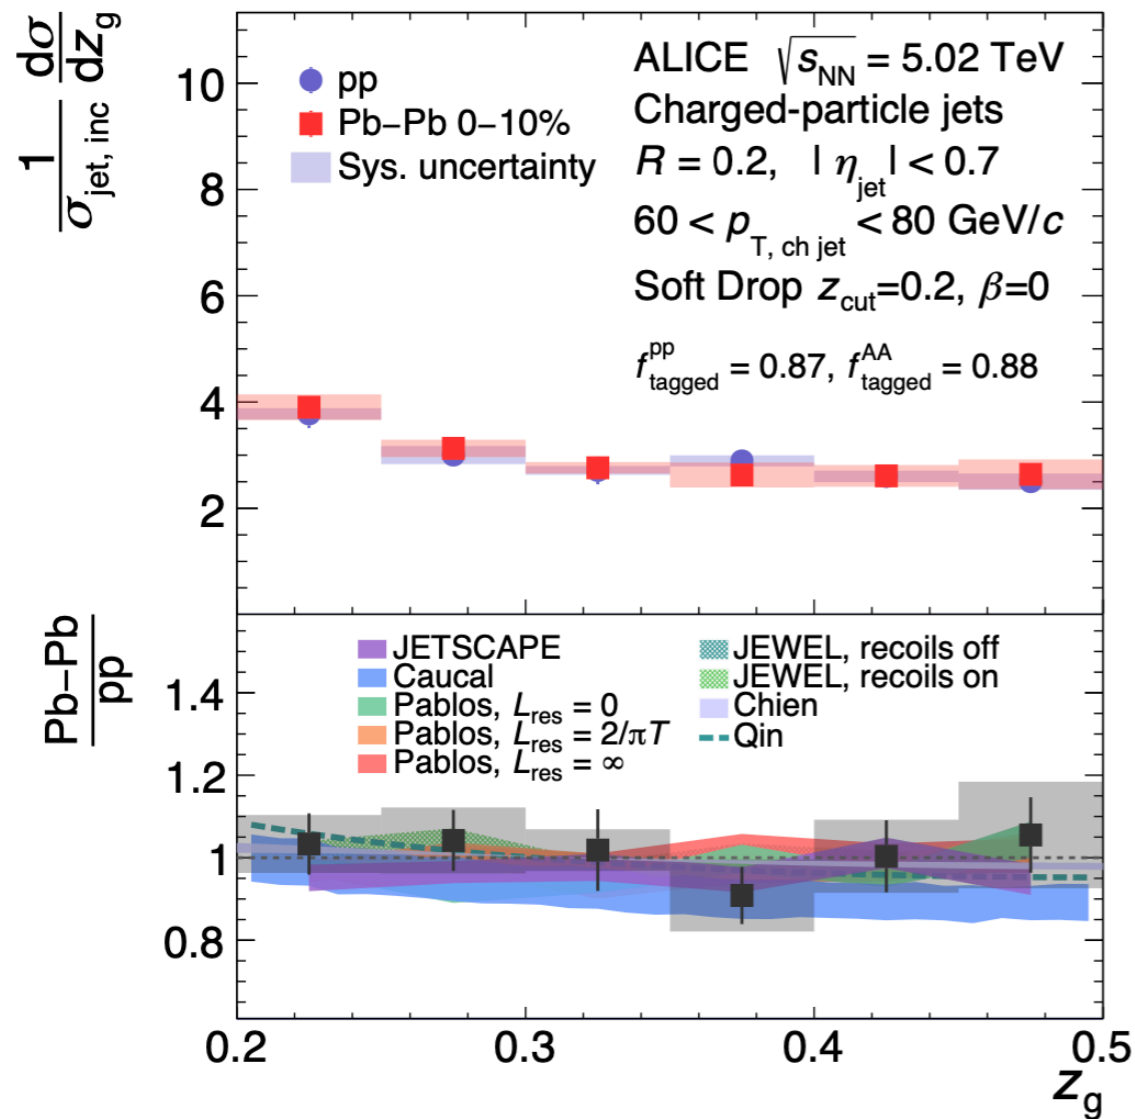 1/σ_jet, inc dσ/dz_g
10
8
6
4
2
pp
Pb–Pb 0–10%
Sys. uncertainty
ALICE √s_NN = 5.02 TeV
Charged-particle jets
R = 0.2, | η_jet | < 0.7
60 < p_T, ch jet < 80 GeV/c
Soft Drop z_cut=0.2, β=0
f_tagged^pp = 0.87, f_tagged^AA = 0.88
Pb–Pb/pp
1.4
1.2
1
0.8
JETSCAPE
Caucal
Pablos, L_res = 0
Pablos, L_res = 2/πT
Pablos, L_res = ∞
JEWEL, recoils off
JEWEL, recoils on
Chien
Qin
0.2 0.3 0.4 0.5
z_g